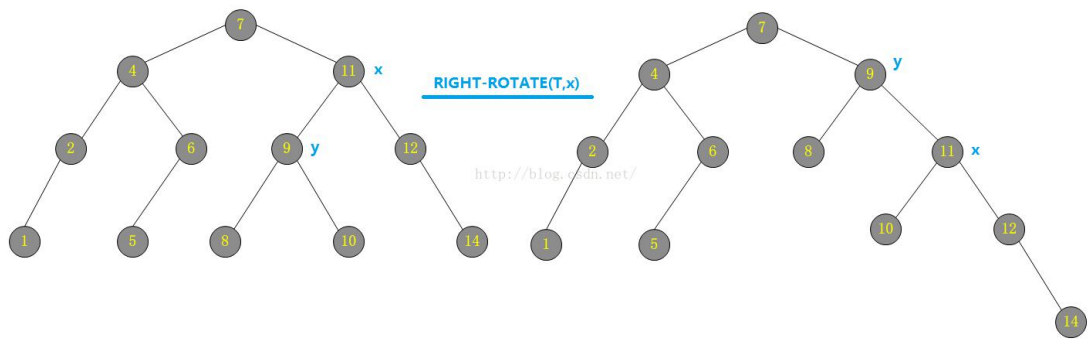 7
4 11 x
2 6 9 y 12
1 5 8 10 14
RIGHT-ROTATE(T,x)
http://blog.csdn.net/
7
4 9 y
2 6 8 11 x
1 5 10 12
14